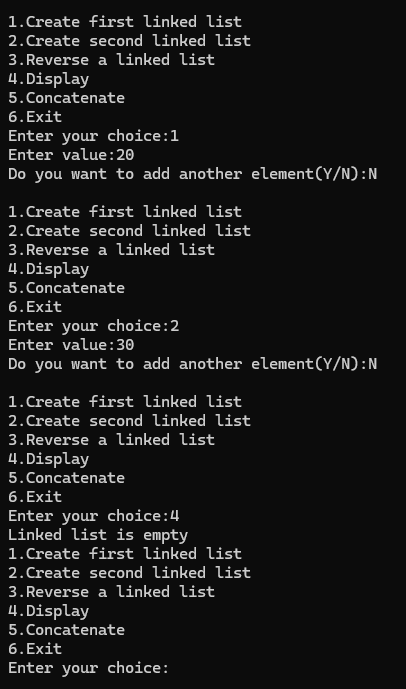 1.Create first linked list
2.Create second linked list
3.Reverse a linked list
4.Display
5.Concatenate
6.Exit
Enter your choice:1
Enter value:20
Do you want to add another element(Y/N):N
1.Create first linked list
2.Create second linked list
3.Reverse a linked list
4.Display
5.Concatenate
6.Exit
Enter your choice:2
Enter value:30
Do you want to add another element(Y/N):N
1.Create first linked list
2.Create second linked list
3.Reverse a linked list
4.Display
5.Concatenate
6.Exit
Enter your choice:4
Linked list is empty
1.Create first linked list
2.Create second linked list
3.Reverse a linked list
4.Display
5.Concatenate
6.Exit
Enter your choice: